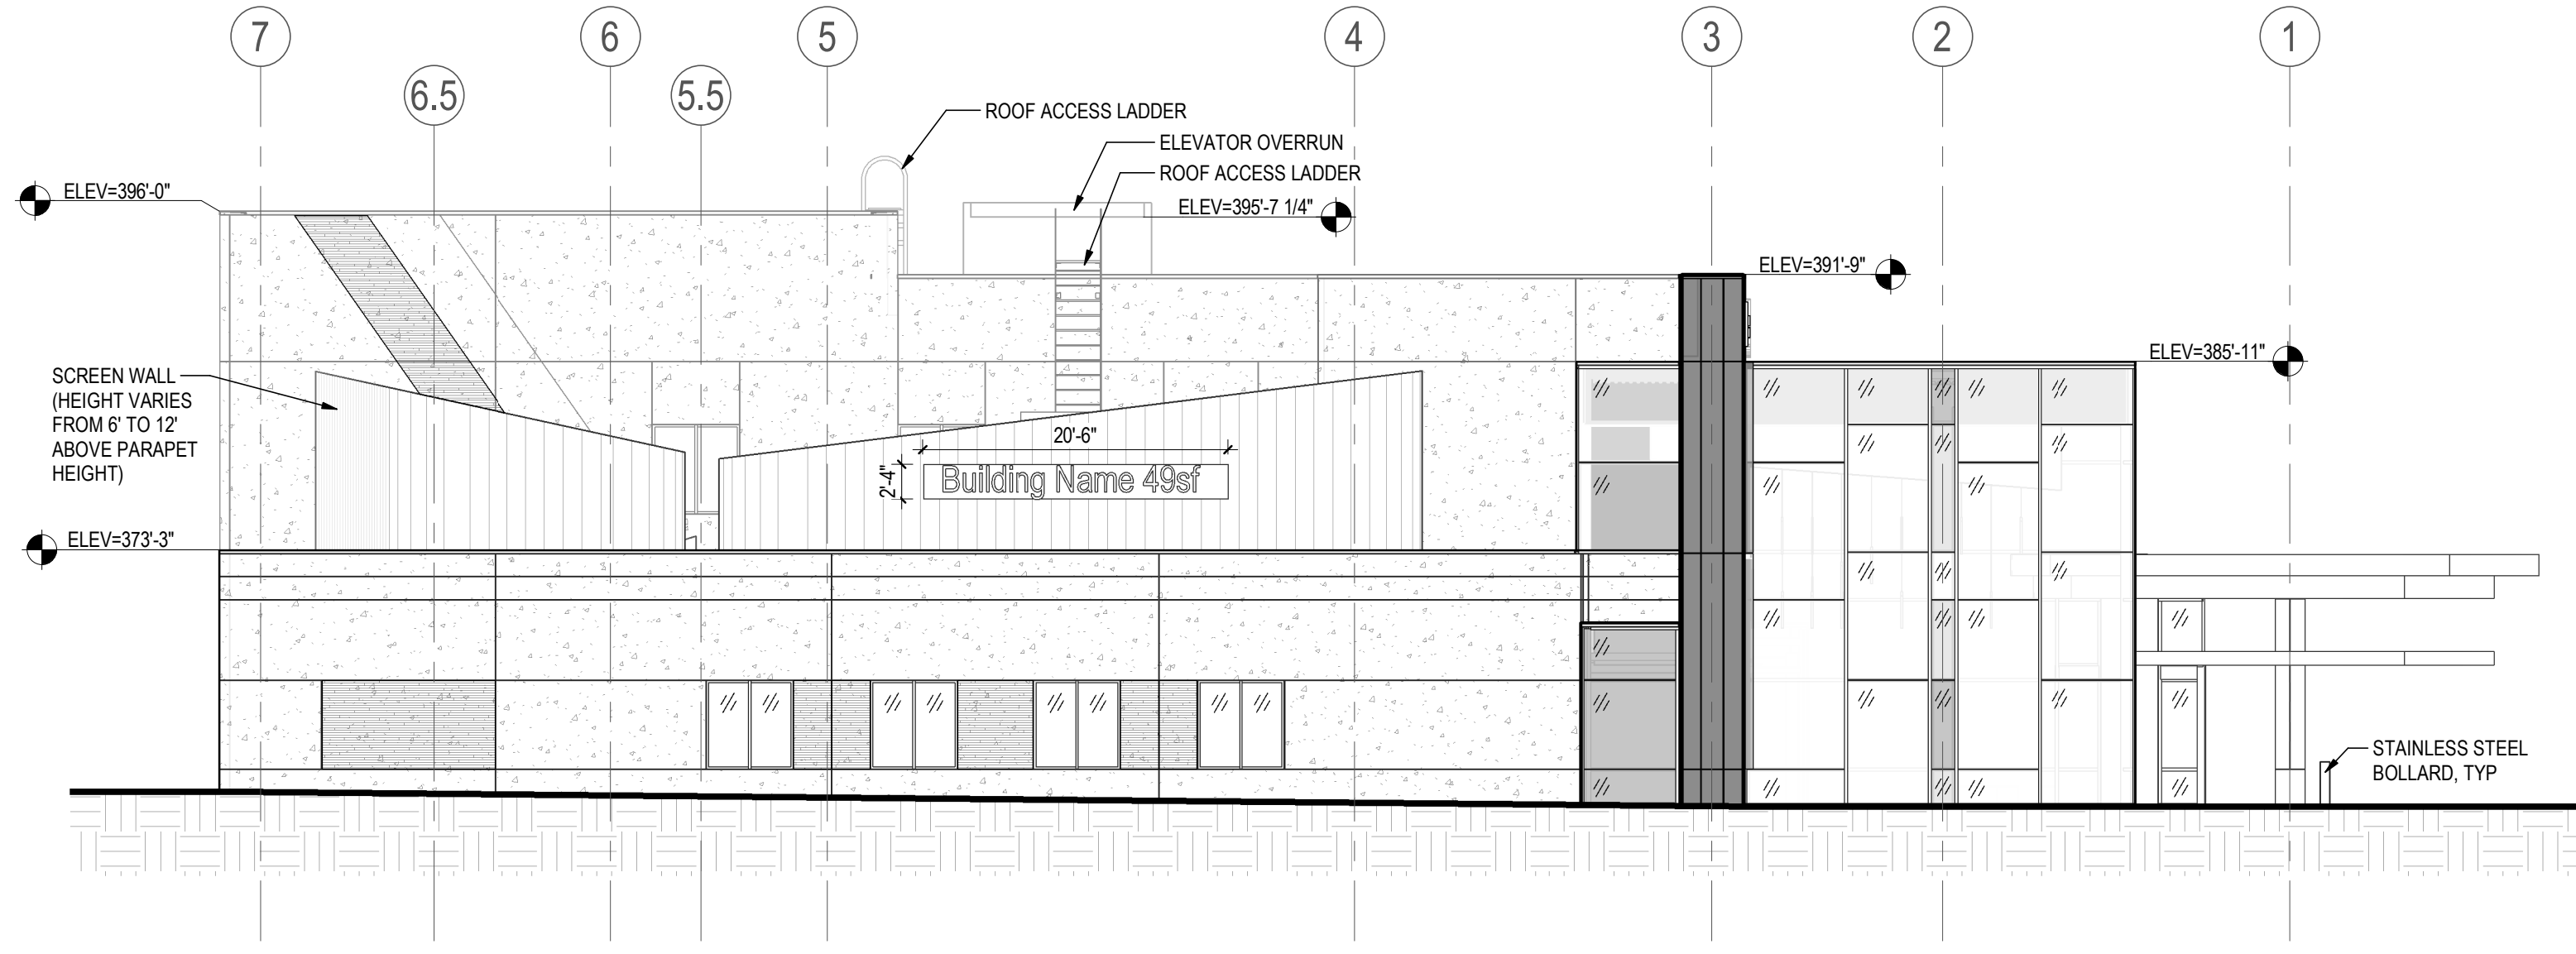 7
6
5
4
3
2
1
6.5
5.5
ROOF ACCESS LADDER
ELEVATOR OVERRUN
ROOF ACCESS LADDER
ELEV=396'-0"
ELEV=395'-7 1/4"
ELEV=391'-9"
ELEV=385'-11"
SCREEN WALL
(HEIGHT VARIES
FROM 6' TO 12'
ABOVE PARAPET
HEIGHT)
20'-6"
2'-4"
Building Name 49sf
ELEV=373'-3"
STAINLESS STEEL
BOLLARD, TYP